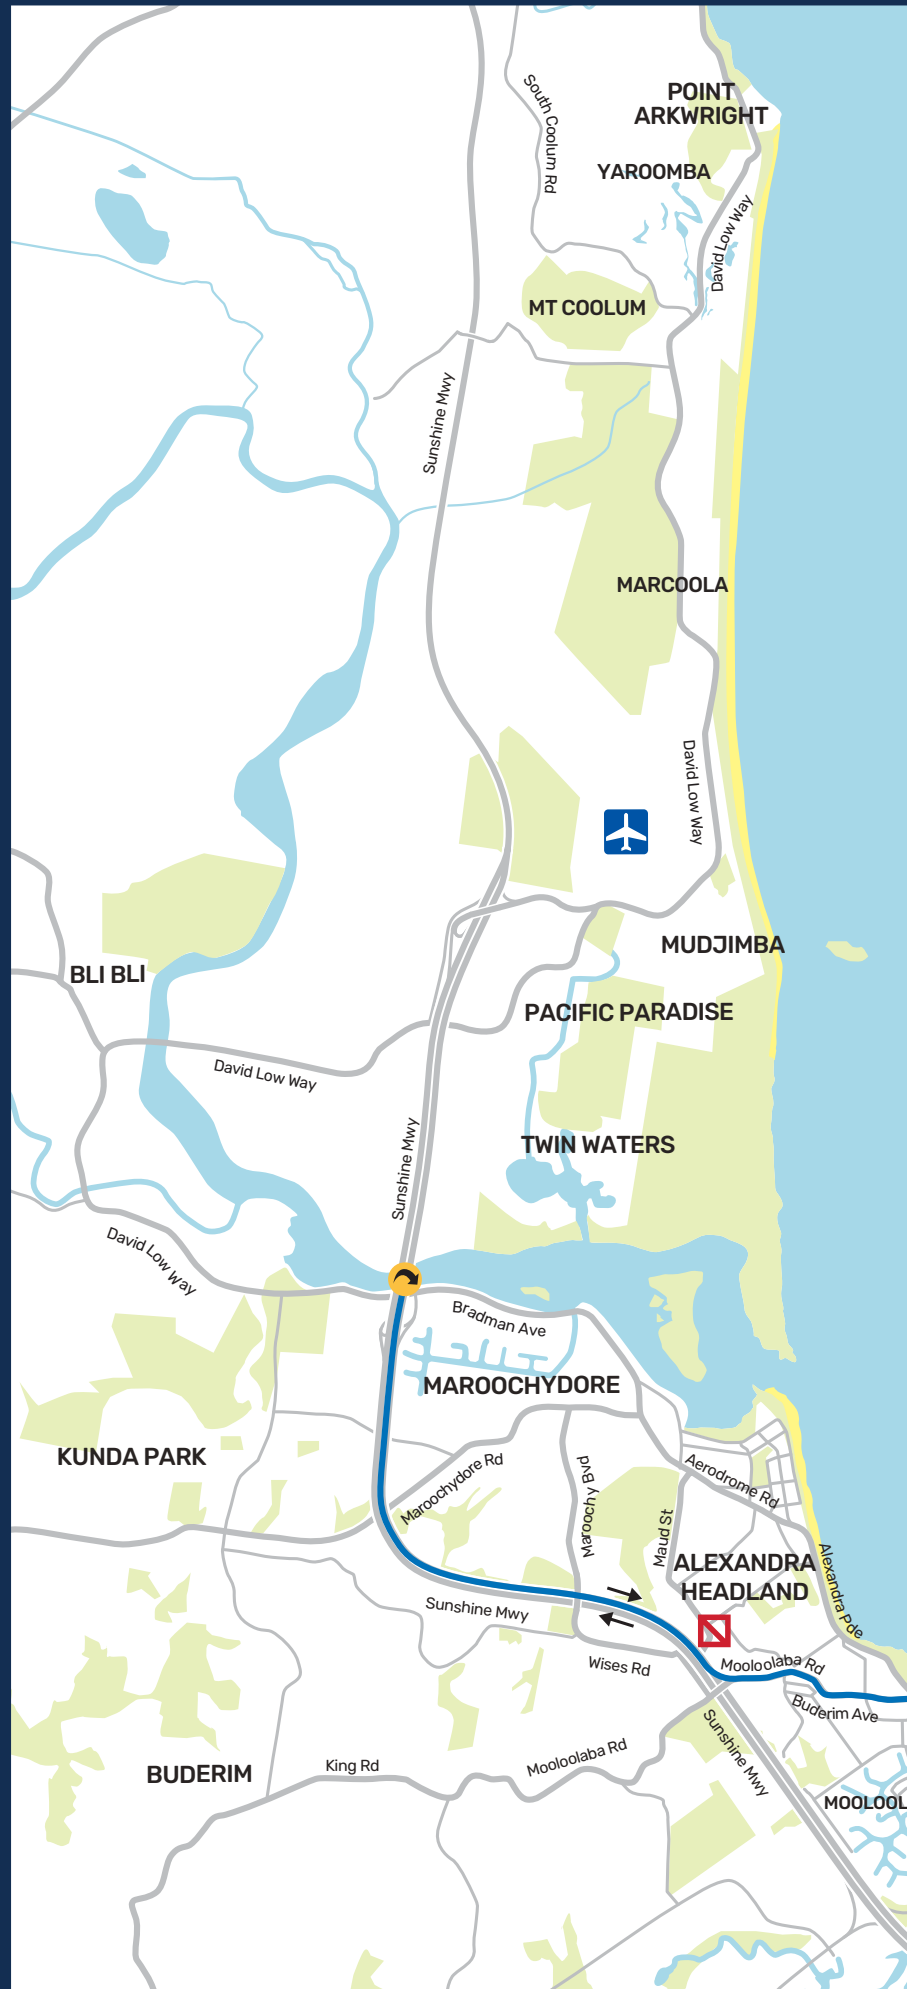 POINT
ARKWRIGHT
South Coolum Rd
YAROOMBA
David Low Way
MT COOLUM
Sunshine Mwy
MARCOOLA
David Low Way
MUDJIMBA
BLI BLI
PACIFIC PARADISE
David Low Way
Sunshine Mwy
TWIN WATERS
David Low Way
Bradman Ave
MAROOCHYDORE
KUNDA PARK
Maroochydore Rd
Maroochy Bvd
Aerodrome Rd
Maud St
ALEXANDRA
HEADLAND
Alexandra Pde
Sunshine Mwy
Wises Rd
Mooloolaba Rd
Buderim Ave
Sunshine Mwy
Mooloolaba Rd
King Rd
BUDERIM
MOOLOOL